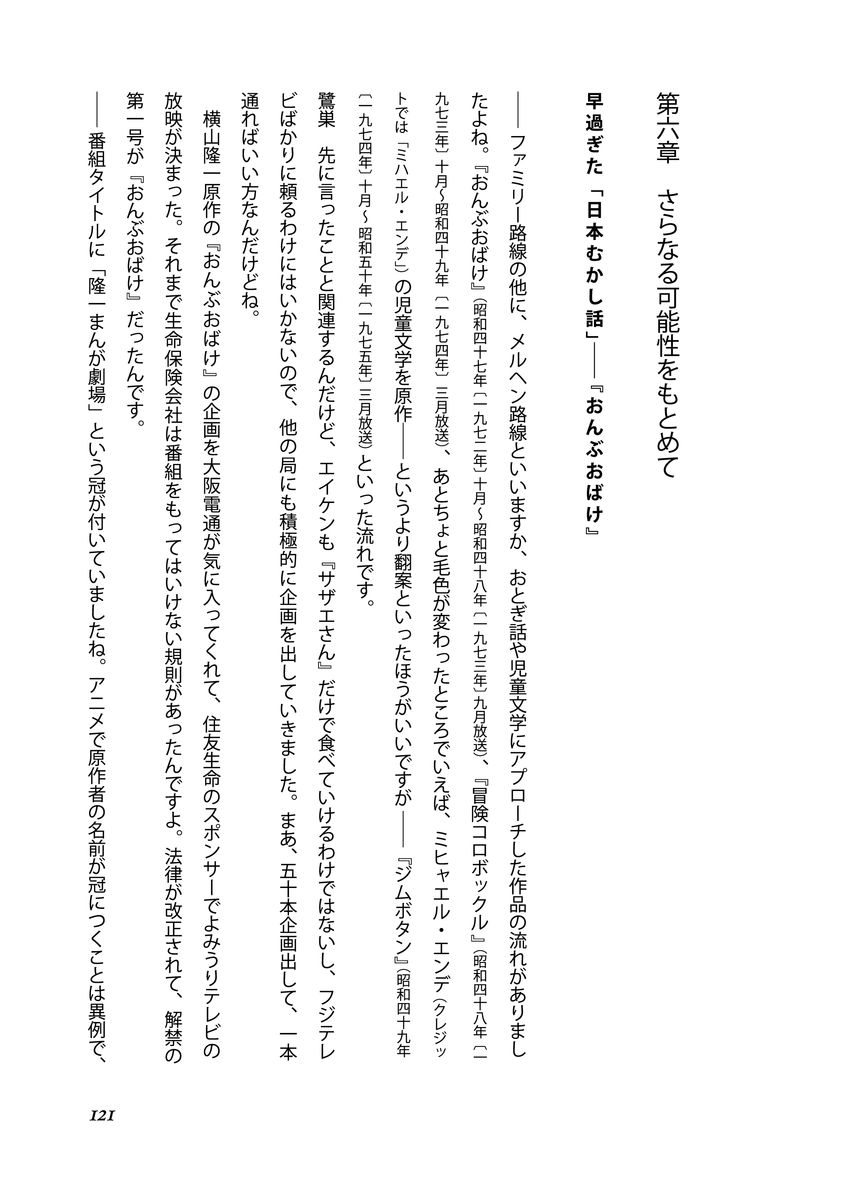 第六章　さらなる可能性をもとめて
早過ぎた「日本むかし話」――『おんぶおばけ』
――　ファミリー路線の他に、メルヘン路線といいますか、おとぎ話や児童文学にアプローチした作品の流れがありまし
たよね。『おんぶおばけ』（昭和四十七年〔一九七二年〕十月～昭和四十八年〔一九七三年〕九月放送）、『冒険コロボックル』（昭和四十八年〔一
九七三年〕十月～昭和四十九年〔一九七四年〕三月放送）、あとちょと毛色が変わったところでいえば、ミヒャエル・エンデ（クレジッ
トでは「ミハエル・エンデ」）の児童文学を原作――というより翻案といったほうがいいですが――『ジムボタン』（昭和四十九年
〔一九七四年〕十月～昭和五十年〔一九七五年〕三月放送）といった流れです。
鷺巣　先に言ったことと関連するんだけど、エイケンも『サザエさん』だけで食べていけるわけではないし、フジテレ
ビばかりに頼るわけにはいかないので、他の局にも積極的に企画を出していきました。まあ、五十本企画出して、一本
通ればいい方なんだけどね。
　横山隆一原作の『おんぶおばけ』の企画を大阪電通が気に入ってくれて、住友生命のスポンサーでよみうりテレビの
放映が決まった。それまで生命保険会社は番組をもってはいけない規則があったんですよ。法律が改正されて、解禁の
第一号が『おんぶおばけ』だったんです。
――　番組タイトルに「隆一まんが劇場」という冠が付いていましたね。アニメで原作者の名前が冠につくことは異例で、
121